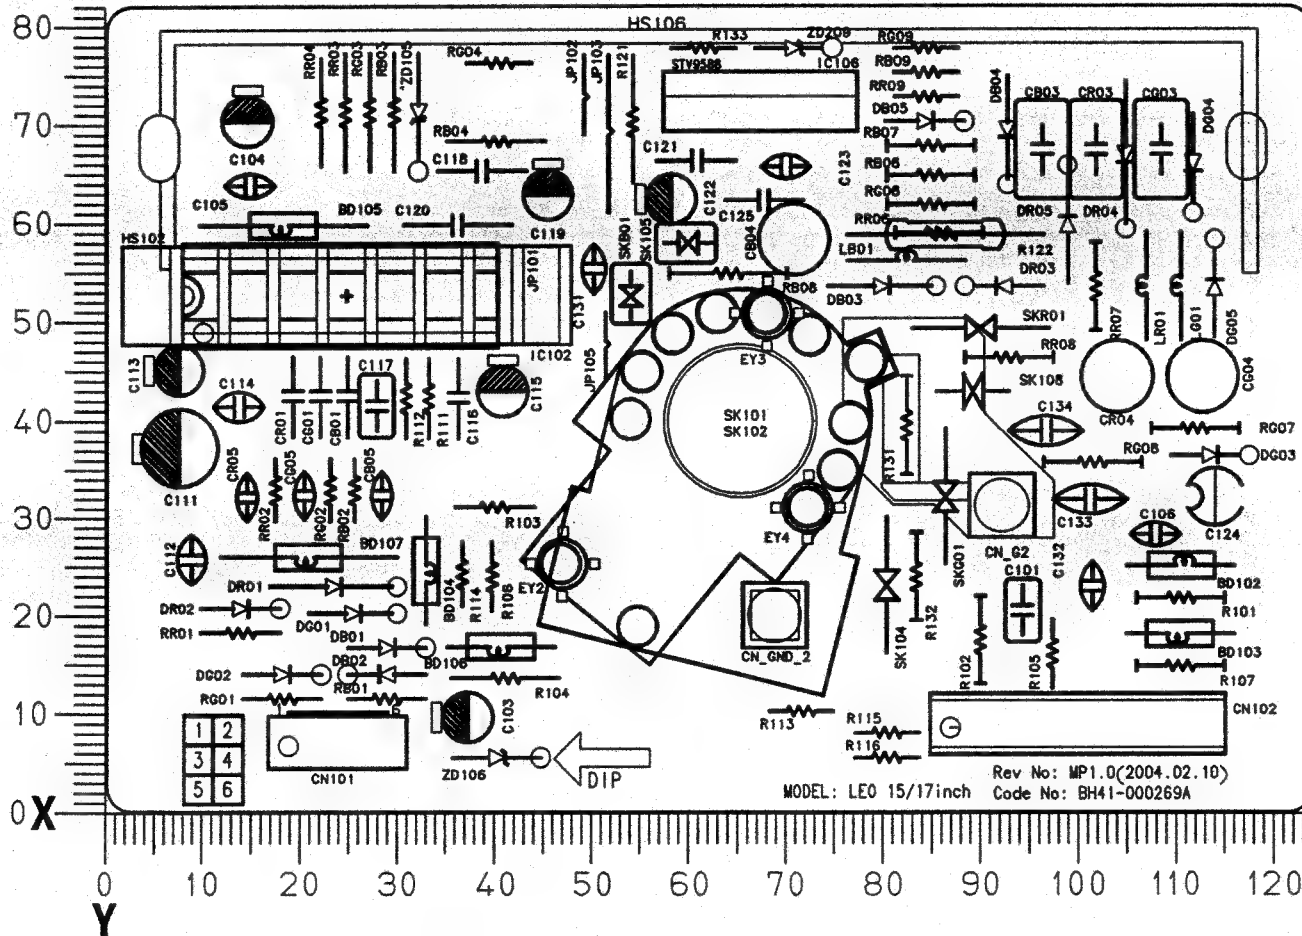 80
HS106
R133
ZD209
RG09
RR04
RR03
RG03
RB03
ZD105
RG04
JP102
JP103
R121
STV9588
IC106
RB09
RR09
DB05
DB04
CB03
CR03
CG03
DG04
70
C104
RB04
C118
C121
RB07
C123
RB06
RG06
C105
BD105
C120
C119
SKB01
SK105
C122
C125
CB04
RR06
DR05
DR04
60
HS102
JP101
LB01
R122
DR03
C131
RB08
DB03
50
IC102
EY3
SKR01
RR07
LR01
LG01
DG05
C113
C114
C117
C115
JP105
RR08
SK106
CG04
40
CR01
CG01
CB01
R112
R111
C116
SK101
SK102
R131
C134
CR04
RG07
RG08
DG03
C111
CR05
CG05
CB05
30
RR02
RG02
RB02
R103
EY4
C133
C106
C124
C112
BD107
DR01
BD104
R114
R106
EY2
SKG01
CN_G2
C132
C101
BD102
R101
20
DR02
DG01
RR01
DB01
DB02
BD106
CN_GND_2
SK104
R132
R102
R105
BD103
R107
DG02
RB01
RG01
R104
10
1 2
3 4
5 6
1
6
C103
CN101
ZD106
DIP
R113
R115
R116
CN102
Rev No: MP1.0(2004.02.10)
MODEL: LEO 15/17inch Code No: BH41-000269A
0 X
0 10 20 30 40 50 60 70 80 90 100 110 120
Y